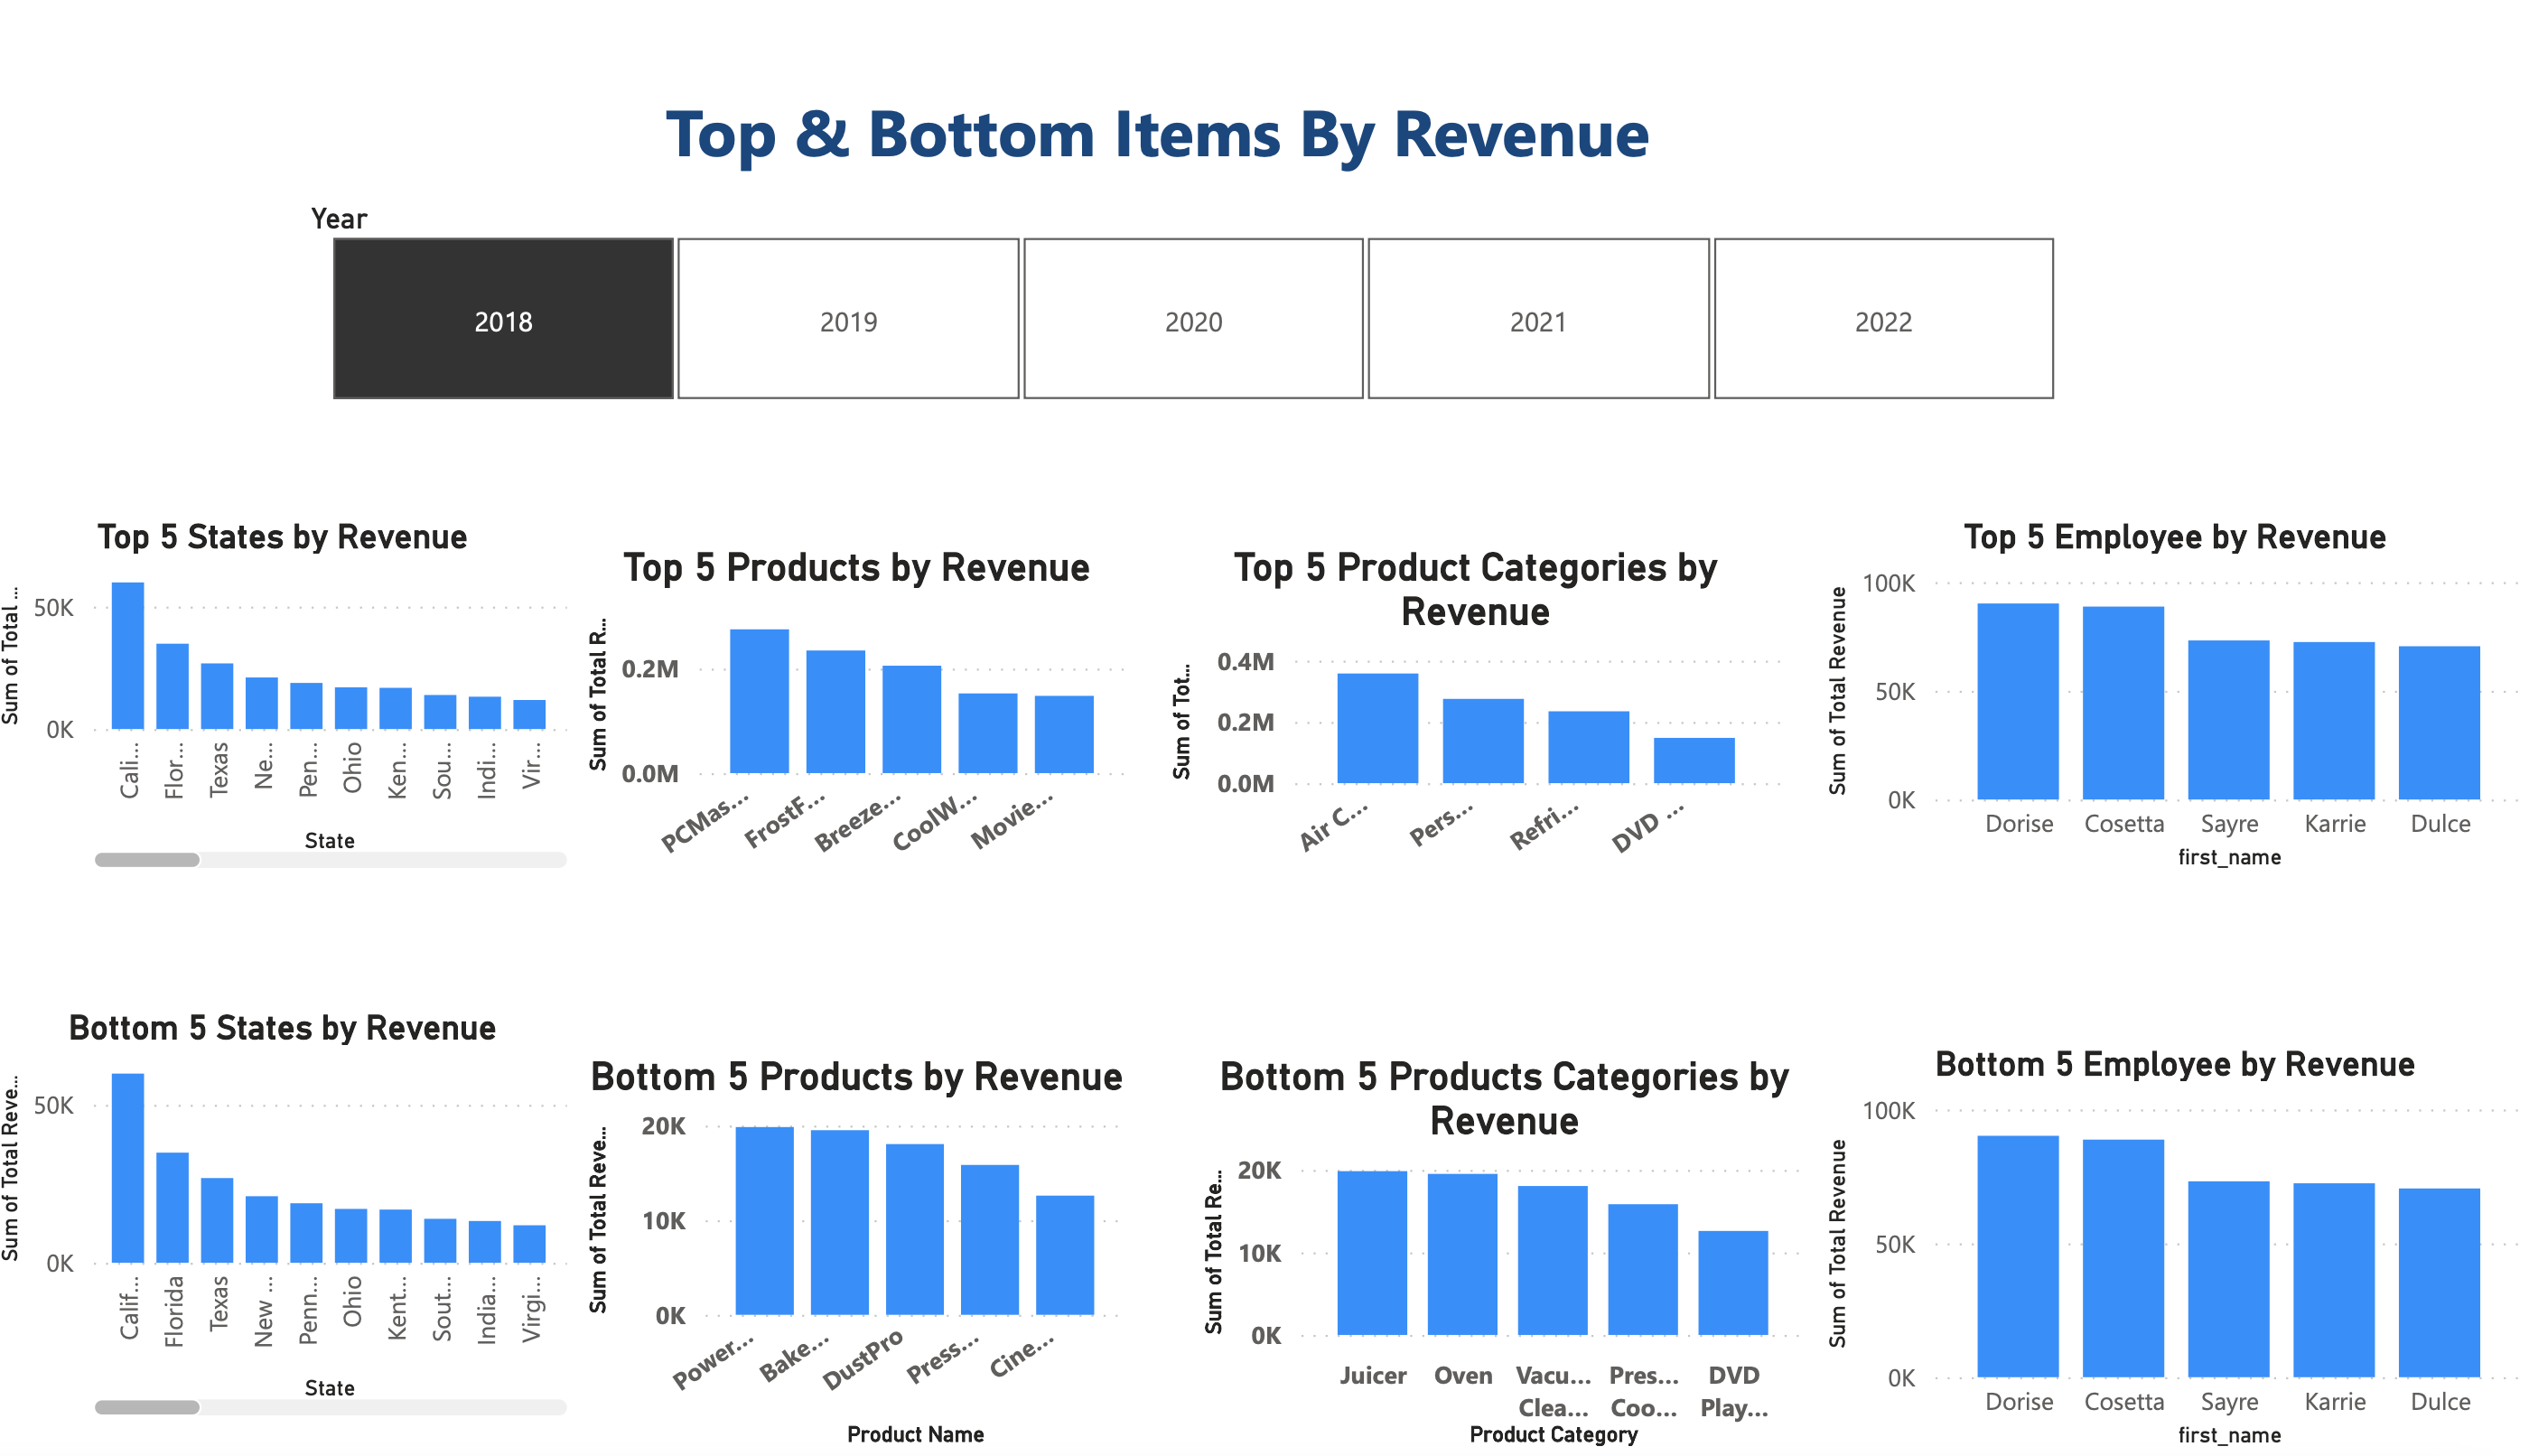 Top & Bottom Items By Revenue
Year
2018
2019
2020
2021
2022
Top 5 States by Revenue
Sum of Total ...
50K
0K
Cali...
Flor...
Texas
Ne...
Pen...
Ohio
Ken...
Sou...
Indi...
Vir...
State
Top 5 Products by Revenue
Sum of Total R...
0.2M
0.0M
PCMas...
FrostF...
Breeze...
CoolW...
Movie...
Top 5 Product Categories by
Revenue
Sum of Tot...
0.4M
0.2M
0.0M
Air C...
Pers...
Refri...
DVD ...
Top 5 Employee by Revenue
Sum of Total Revenue
100K
50K
0K
Dorise
Cosetta
Sayre
Karrie
Dulce
first_name
Bottom 5 States by Revenue
Sum of Total Reve...
50K
0K
Calif...
Florida
Texas
New ...
Penn...
Ohio
Kent...
Sout...
India...
Virgi...
State
Bottom 5 Products by Revenue
Sum of Total Reve...
20K
10K
0K
Power...
Bake...
DustPro
Press...
Cine...
Product Name
Bottom 5 Products Categories by
Revenue
Sum of Total Re...
20K
10K
0K
Juicer
Oven
Vacu...
Clea...
Pres...
Coo...
DVD
Play...
Product Category
Bottom 5 Employee by Revenue
Sum of Total Revenue
100K
50K
0K
Dorise
Cosetta
Sayre
Karrie
Dulce
first_name